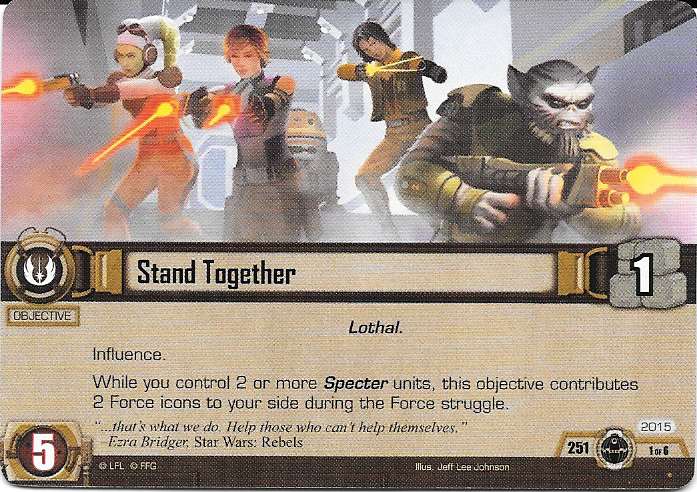 Stand Together
1
OBJECTIVE
Lothal.
Influence.
While you control 2 or more Specter units, this objective contributes
2 Force icons to your side during the Force struggle.
"...that's what we do. Help those who can't help themselves."
Ezra Bridger, Star Wars: Rebels
5
2015
251
1 OF 6
© LFL © FFG
Illus. Jeff Lee Johnson